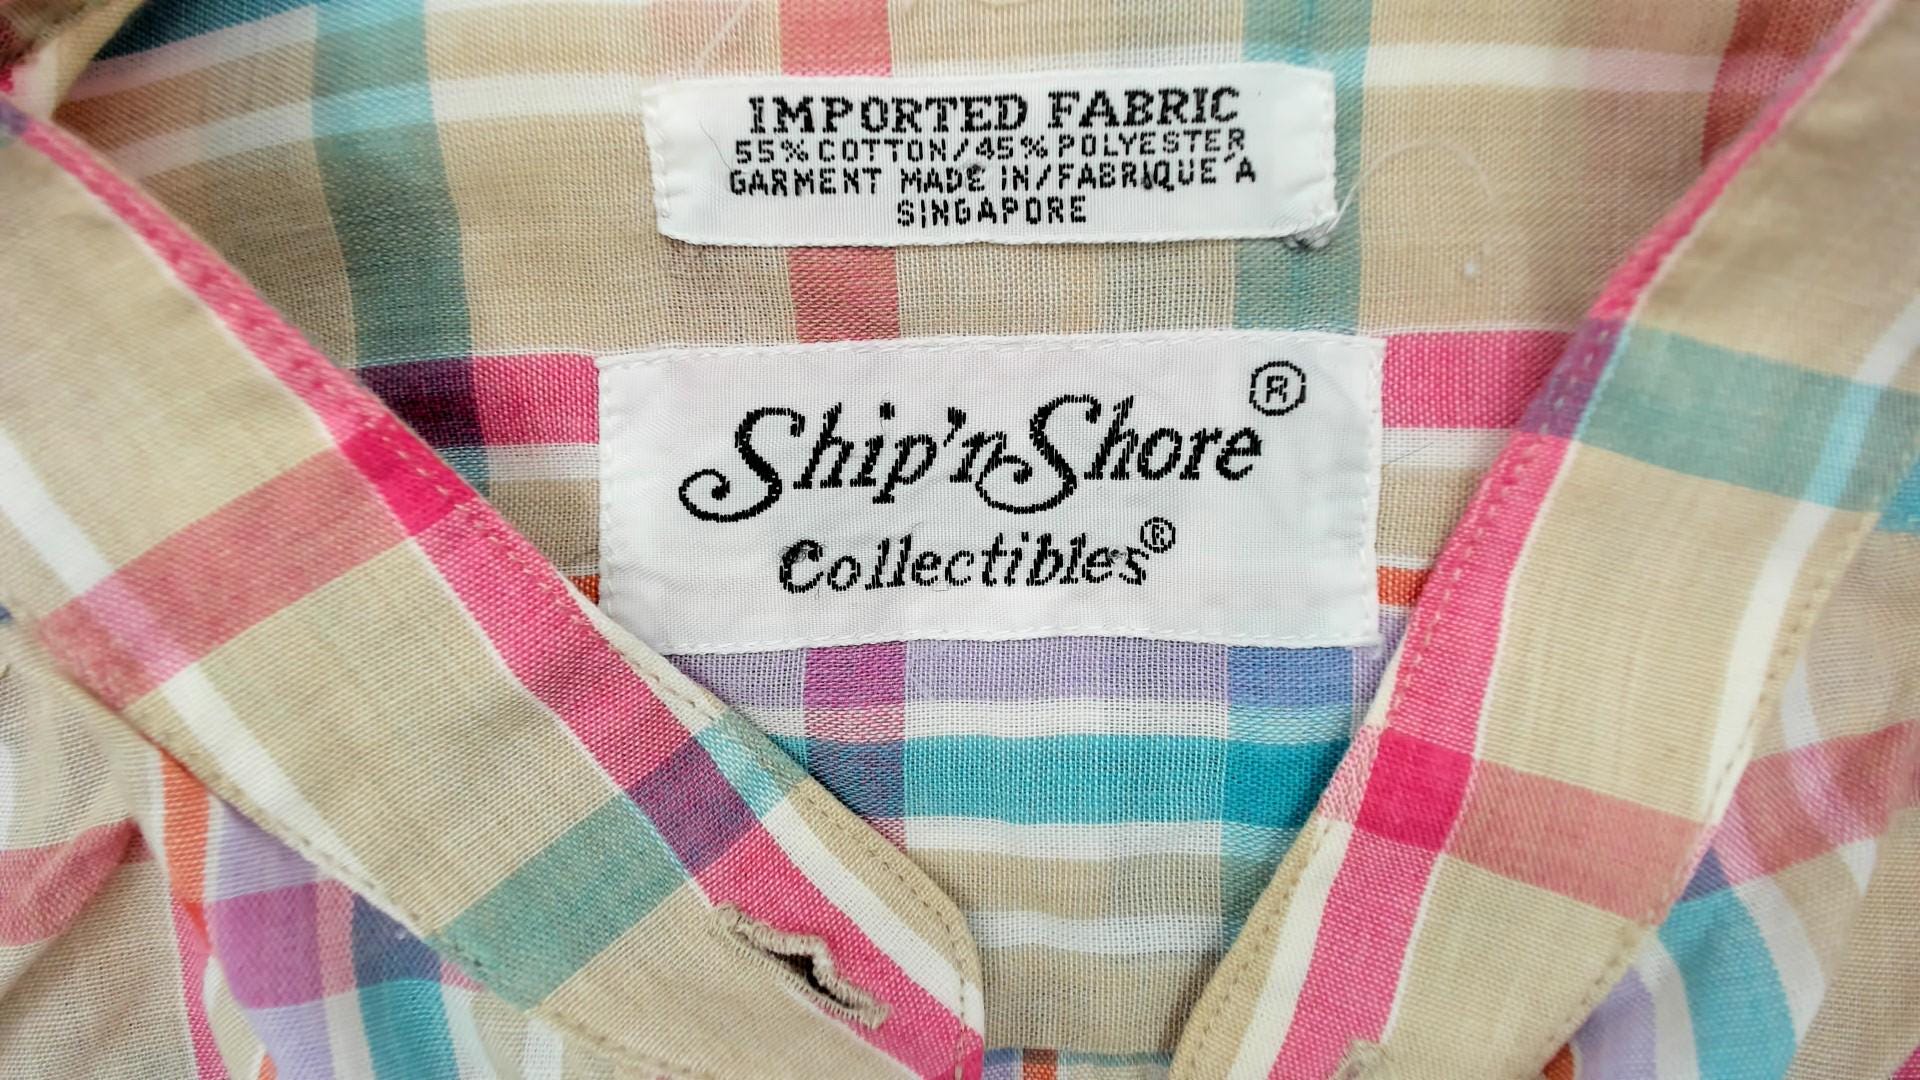 IMPORTED FABRIC
55% COTTON/45% POLYESTER
GARMENT MADE IN/FABRIQUE À
SINGAPORE
Ship'n Shore®
Collectibles®